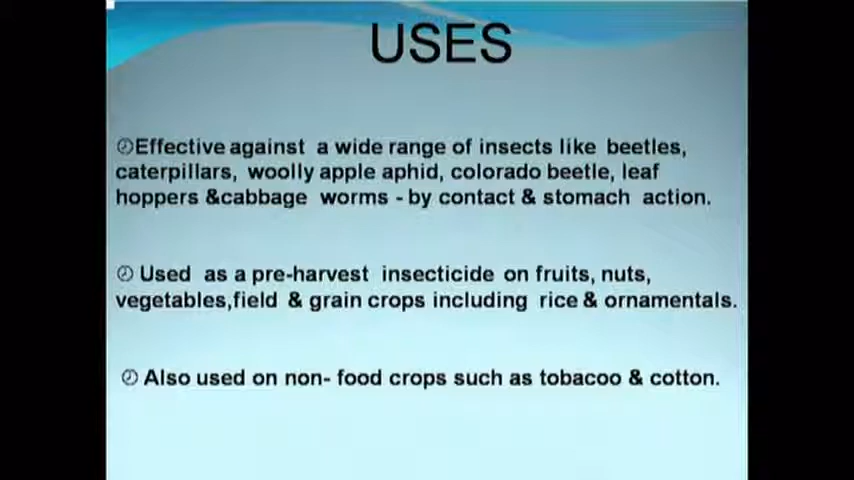 USES
Effective against a wide range of insects like beetles,
caterpillars, woolly apple aphid, colorado beetle, leaf
hoppers &cabbage worms - by contact & stomach action.
Used as a pre-harvest insecticide on fruits, nuts,
vegetables,field & grain crops including rice & ornamentals.
Also used on non- food crops such as tobacoo & cotton.